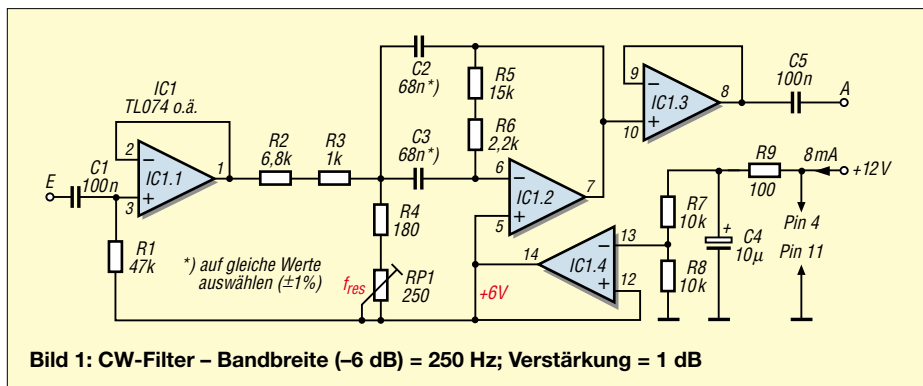 IC1
TL074 o.ä.
C1
100n
E
2
3
1
IC1.1
R1
47k
R2
6,8k
R3
1k
*) auf gleiche Werte
auswählen (±1%)
C2
68n*)
C3
68n*)
R4
180
fres
RP1
250
R5
15k
R6
2,2k
6
5
7
IC1.2
9
10
8
IC1.3
C5
100n
A
14
13
12
IC1.4
+6V
R7
10k
R8
10k
+
C4
10µ
R9
100
8mA
+12V
Pin 4
Pin 11
Bild 1: CW-Filter – Bandbreite (–6 dB) = 250 Hz; Verstärkung = 1 dB